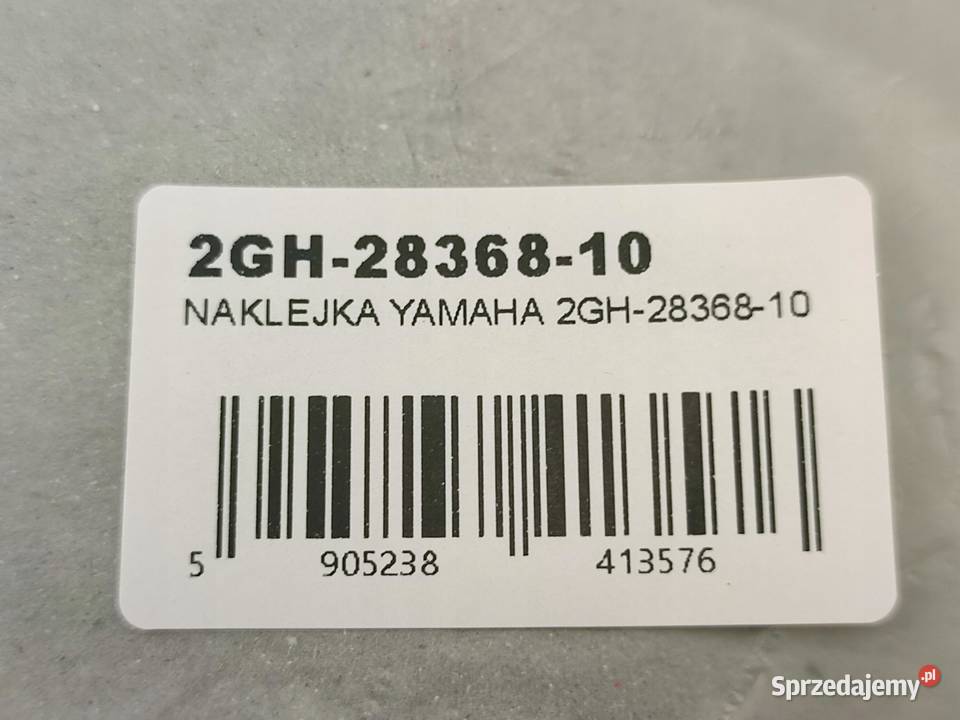 2GH-28368-10
NAKLEJKA YAMAHA 2GH-28368-10
5 905238 413576
Sprzedajemy.pl